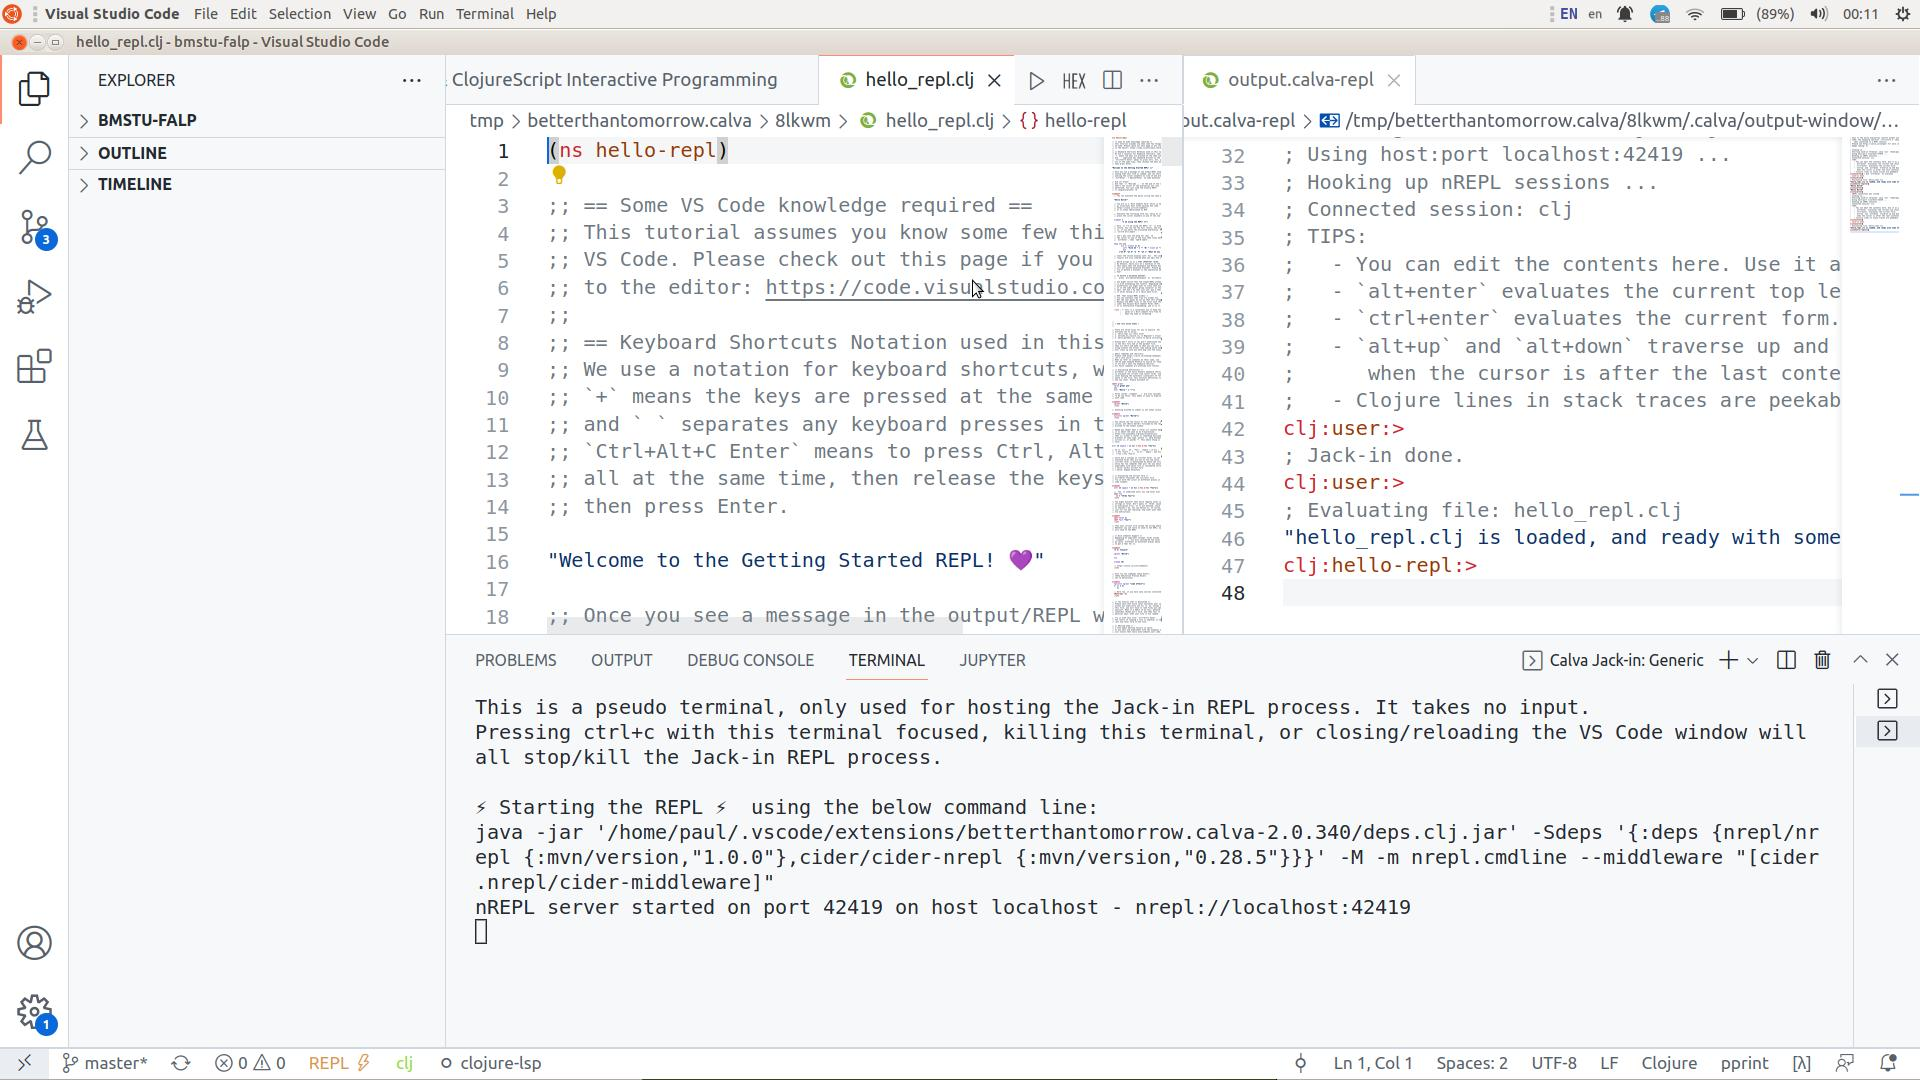 Visual Studio Code File Edit Selection View Go Run Terminal Help
EN en (89%) 00:11
hello_repl.clj - bmstu-falp - Visual Studio Code
EXPLORER
BMSTU-FALP
OUTLINE
TIMELINE
3
1
ClojureScript Interactive Programming
hello_repl.clj
HEX
tmp > betterthantomorrow.calva > 8lkwm > hello_repl.clj > {} hello-repl
1 (ns hello-repl)
2
3 ;; == Some VS Code knowledge required ==
4 ;; This tutorial assumes you know some few thi
5 ;; VS Code. Please check out this page if you
6 ;; to the editor: https://code.visualstudio.co
7 ;;
8 ;; == Keyboard Shortcuts Notation used in this
9 ;; We use a notation for keyboard shortcuts, w
10 ;; `+` means the keys are pressed at the same
11 ;; and ` ` separates any keyboard presses in t
12 ;; `Ctrl+Alt+C Enter` means to press Ctrl, Alt
13 ;; all at the same time, then release the keys
14 ;; then press Enter.
15
16 "Welcome to the Getting Started REPL! 💜"
17
18 ;; Once you see a message in the output/REPL w
output.calva-repl
out.calva-repl > /tmp/betterthantomorrow.calva/8lkwm/.calva/output-window/...
32 ; Using host:port localhost:42419 ...
33 ; Hooking up nREPL sessions ...
34 ; Connected session: clj
35 ; TIPS:
36 ;   - You can edit the contents here. Use it a
37 ;   - `alt+enter` evaluates the current top le
38 ;   - `ctrl+enter` evaluates the current form.
39 ;   - `alt+up` and `alt+down` traverse up and
40 ;      when the cursor is after the last conte
41 ;   - Clojure lines in stack traces are peekab
42 clj:user:>
43 ; Jack-in done.
44 clj:user:>
45 ; Evaluating file: hello_repl.clj
46 "hello_repl.clj is loaded, and ready with some
47 clj:hello-repl:>
48
PROBLEMS OUTPUT DEBUG CONSOLE TERMINAL JUPYTER
Calva Jack-in: Generic
This is a pseudo terminal, only used for hosting the Jack-in REPL process. It takes no input.
Pressing ctrl+c with this terminal focused, killing this terminal, or closing/reloading the VS Code window will
all stop/kill the Jack-in REPL process.
⚡ Starting the REPL ⚡ using the below command line:
java -jar '/home/paul/.vscode/extensions/betterthantomorrow.calva-2.0.340/deps.clj.jar' -Sdeps '{:deps {nrepl/nr
epl {:mvn/version,"1.0.0"},cider/cider-nrepl {:mvn/version,"0.28.5"}}}' -M -m nrepl.cmdline --middleware "[cider
.nrepl/cider-middleware]"
nREPL server started on port 42419 on host localhost - nrepl://localhost:42419
master* 0 0 REPL ⚡ clj clojure-lsp
Ln 1, Col 1 Spaces: 2 UTF-8 LF Clojure pprint [λ]